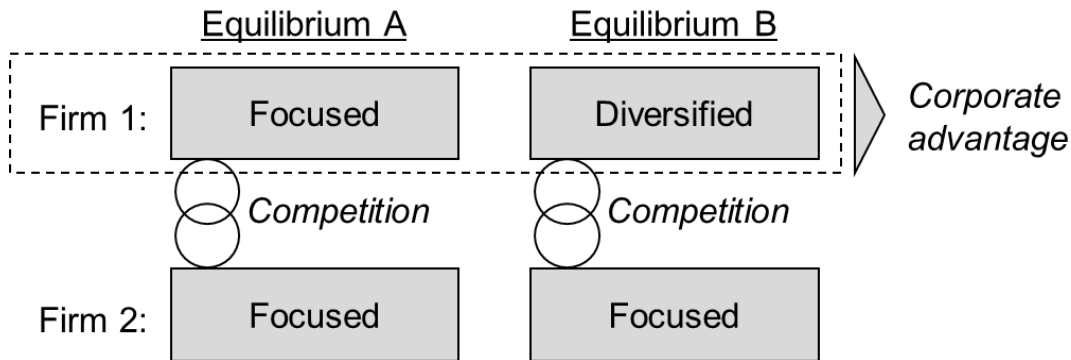 Equilibrium A
Equilibrium B
Firm 1:
Focused
Diversified
Corporate
advantage
Competition
Competition
Firm 2:
Focused
Focused